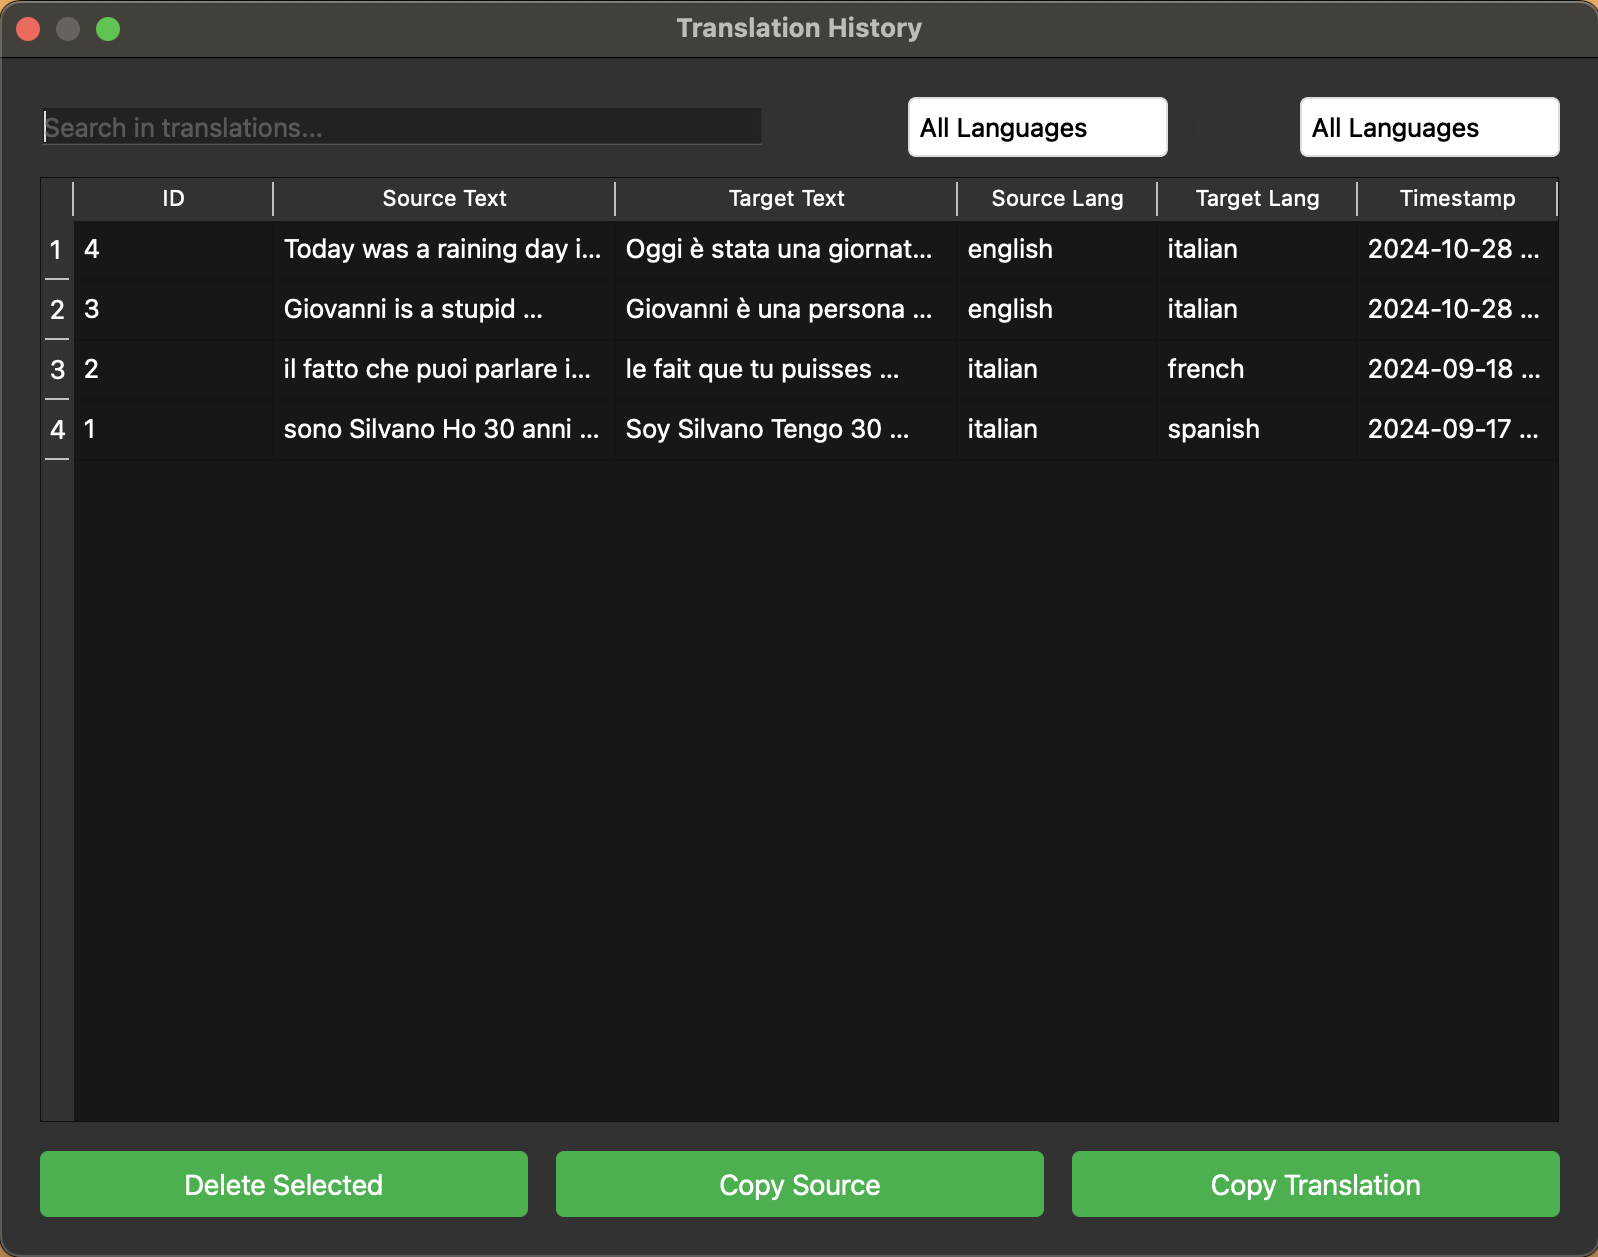 Translation History
Search in translations...
All Languages
All Languages
ID Source Text Target Text Source Lang Target Lang Timestamp
1 4 Today was a raining day i... Oggi è stata una giornat... english italian 2024-10-28 ...
2 3 Giovanni is a stupid ... Giovanni è una persona ... english italian 2024-10-28 ...
3 2 il fatto che puoi parlare i... le fait que tu puisses ... italian french 2024-09-18 ...
4 1 sono Silvano Ho 30 anni ... Soy Silvano Tengo 30 ... italian spanish 2024-09-17 ...
Delete Selected Copy Source Copy Translation